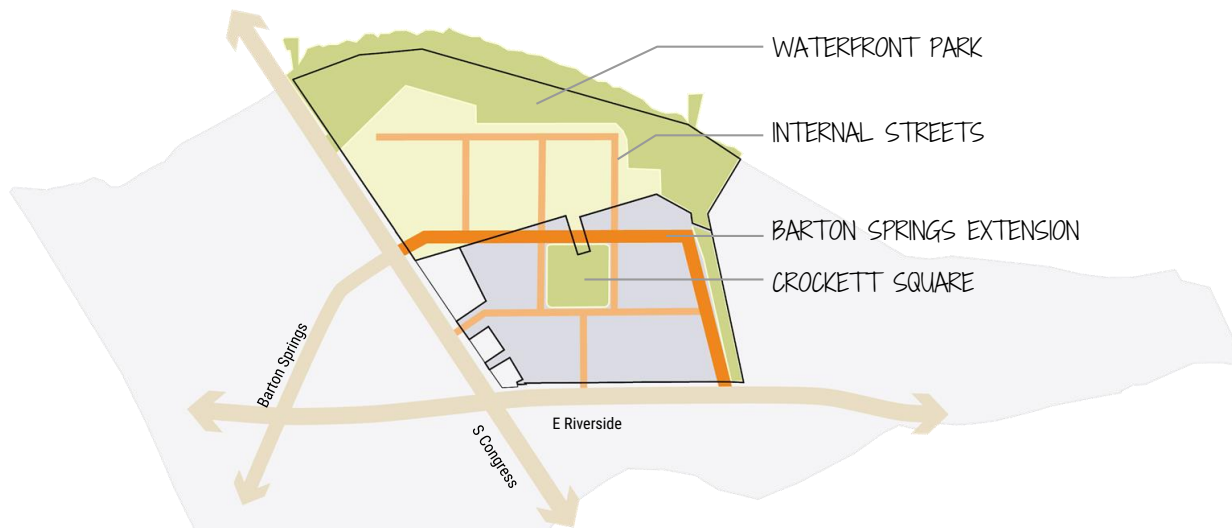 WATERFRONT PARK
INTERNAL STREETS
BARTON SPRINGS EXTENSION
CROCKETT SQUARE
Barton Springs
E Riverside
S Congress